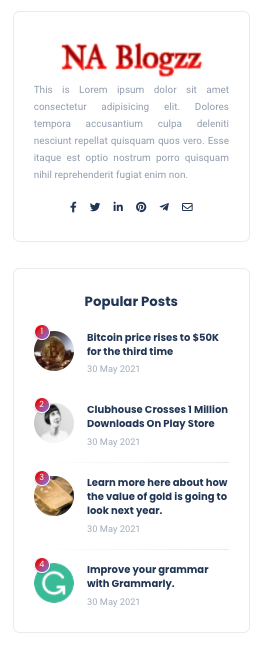 NA Blogzz
This is Lorem ipsum dolor sit amet
consectetur adipisicing elit. Dolores
tempora accusantium culpa deleniti
nesciunt repellat quisquam quos vero. Esse
itaque est optio nostrum porro quisquam
nihil reprehenderit fugiat enim non.
Popular Posts
1
Bitcoin price rises to $50K
for the third time
30 May 2021
2
Clubhouse Crosses 1 Million
Downloads On Play Store
30 May 2021
3
Learn more here about how
the value of gold is going to
look next year.
30 May 2021
4
Improve your grammar
with Grammarly.
30 May 2021